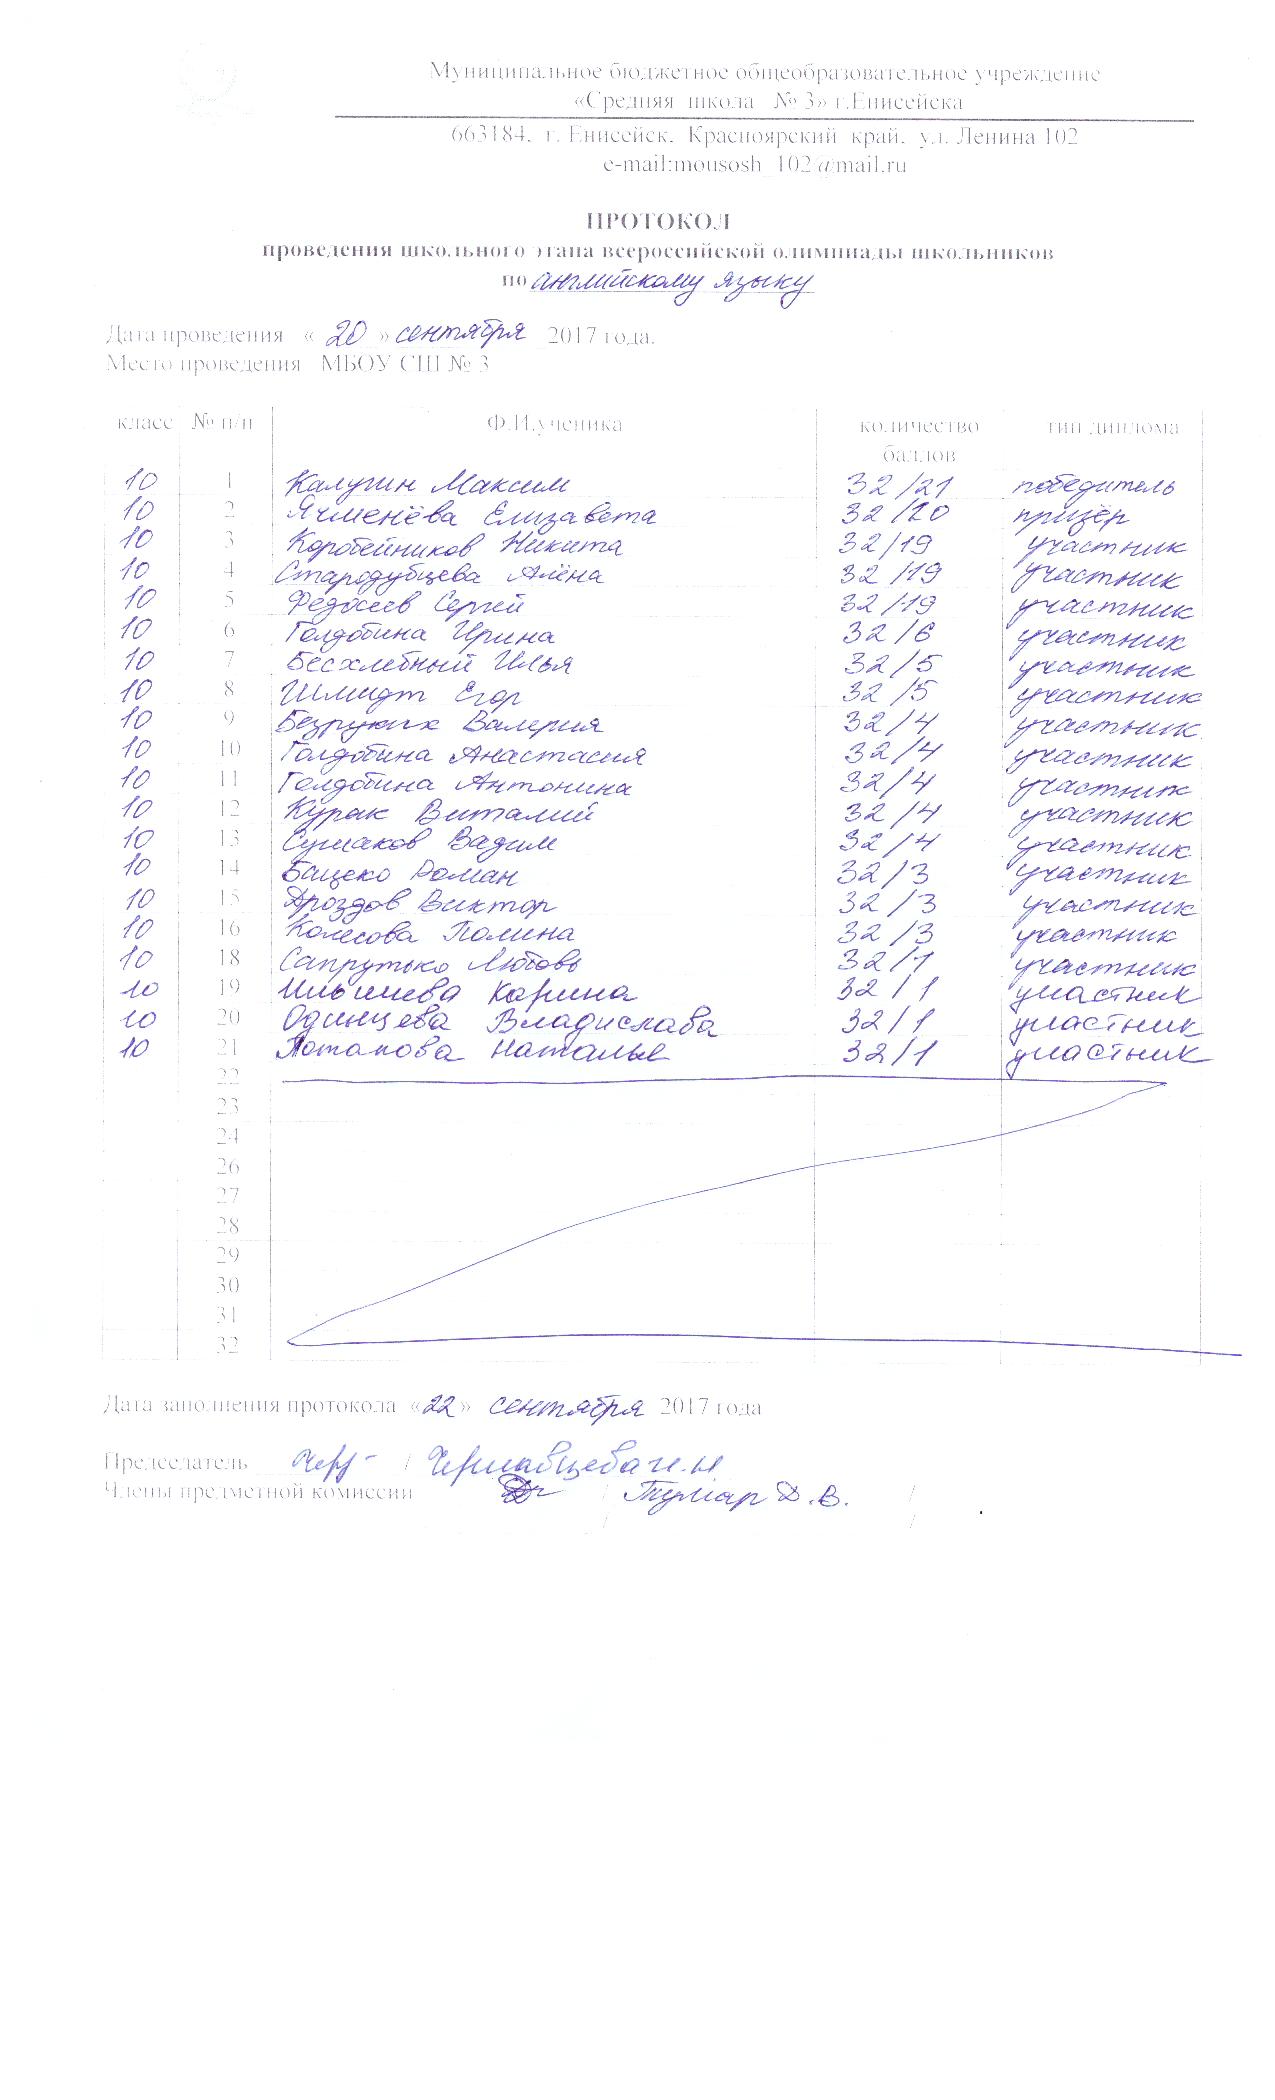 Муниципальное бюджетное общеобразовательное учреждение
«Средняя школа № 3» г.Енисейска
663184, г. Енисейск, Красноярский край, ул. Ленина 102
e-mail:mousosh_102@mail.ru
ПРОТОКОЛ
проведения школьного этапа всероссийской олимпиады школьников
по английскому языку
Дата проведения « 20 » сентября 2017 года.
Место проведения МБОУ СШ № 3
класс № п/п Ф.И.ученика количество баллов тип диплома
10 1 Калугин Максим 32/21 победитель
10 2 Ячменёва Елизавета 32/20 призёр
10 3 Коробейников Никита 32/19 участник
10 4 Стародубцева Алёна 32/19 участник
10 5 Федосеев Сергей 32/19 участник
10 6 Голдобина Ирина 32/6 участник
10 7 Бесхлебный Илья 32/5 участник
10 8 Шмидт Егор 32/5 участник
10 9 Безруких Валерия 32/4 участник
10 10 Голдобина Анастасия 32/4 участник
10 11 Голдобина Антонина 32/4 участник
10 12 Курак Виталий 32/4 участник
10 13 Сушаков Вадим 32/4 участник
10 14 Бацеко Роман 32/3 участник
10 15 Дроздов Виктор 32/3 участник
10 16 Колесова Полина 32/3 участник
10 18 Сапрутько Любовь 32/1 участник
10 19 Ильичева Карина 32/1 участник
10 20 Одинцева Владислава 32/1 участник
10 21 Потапова Наталья 32/1 участник
22
23
24
26
27
28
29
30
31
32
Дата заполнения протокола «22» сентября 2017 года
Председатель / Чернавцева И.Н
Члены предметной комиссии / Д.В. /
/ /